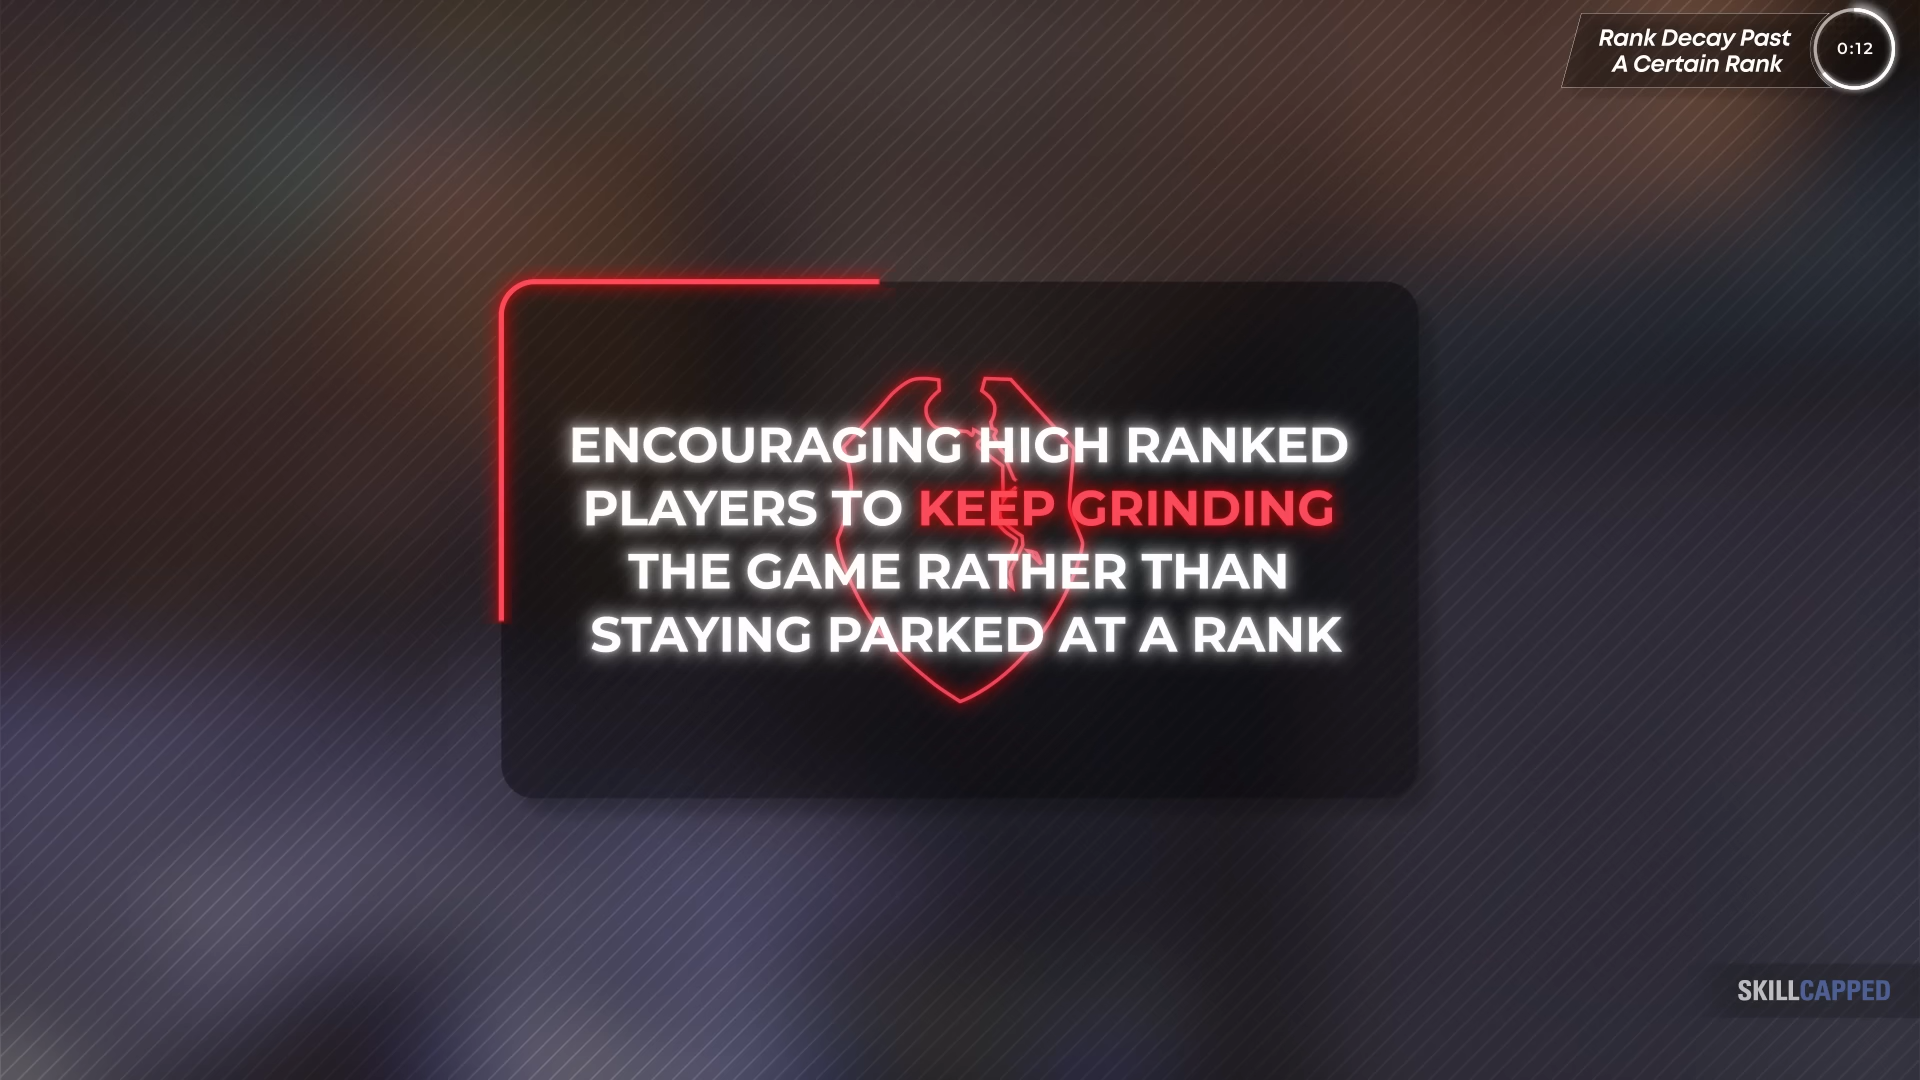 Rank Decay Past
A Certain Rank
0:12
ENCOURAGING HIGH RANKED
PLAYERS TO KEEP GRINDING
THE GAME RATHER THAN
STAYING PARKED AT A RANK
SKILLCAPPED